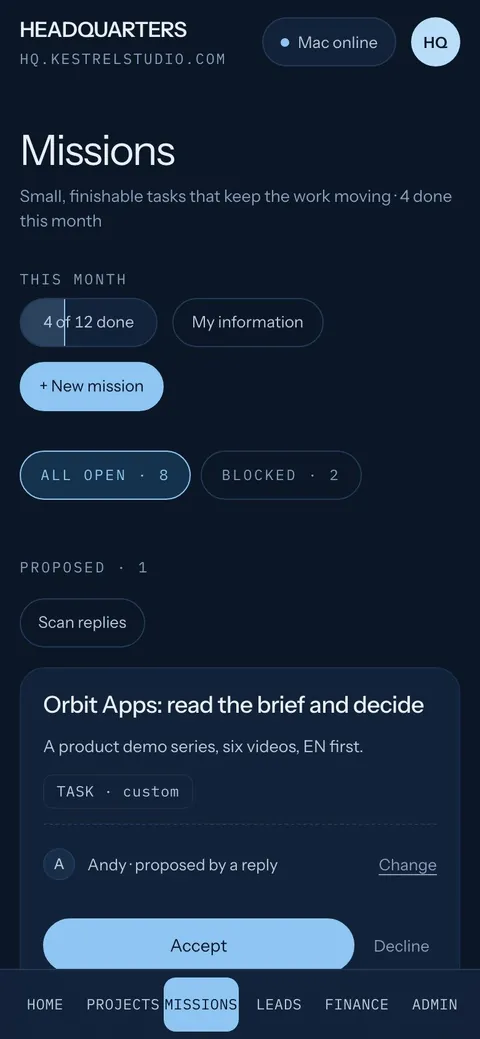 HEADQUARTERS
HQ.KESTRELSTUDIO.COM
Mac online
HQ
Missions
Small, finishable tasks that keep the work moving · 4 done
this month
THIS MONTH
4 of 12 done
My information
+ New mission
ALL OPEN · 8
BLOCKED · 2
PROPOSED · 1
Scan replies
Orbit Apps: read the brief and decide
A product demo series, six videos, EN first.
TASK · custom
A
Andy · proposed by a reply
Change
Accept
Decline
HOME
PROJECTS
MISSIONS
LEADS
FINANCE
ADMIN